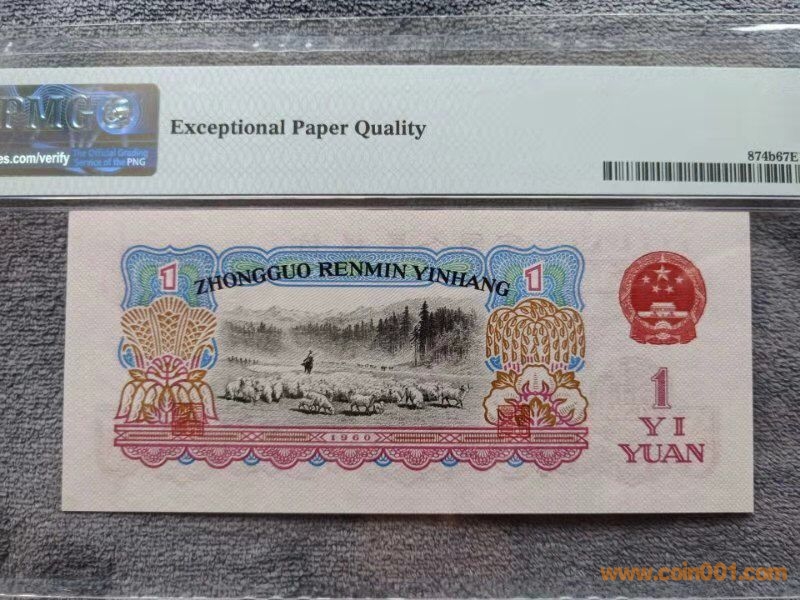 PMG
Exceptional Paper Quality
es.com/verify
The Official Grading
Service of the PNG
874b67E
1
ZHONGGUO RENMIN YINHANG
1
1960
1
YI
YUAN
www.coin001.com